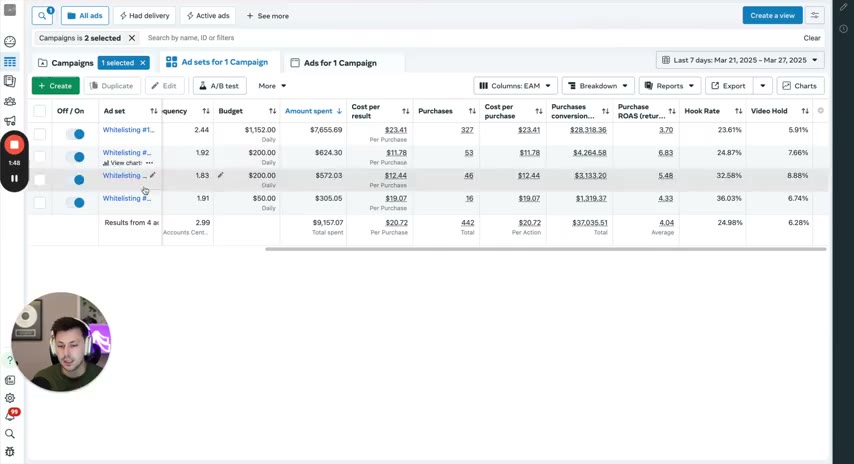 1
All ads
Had delivery
Active ads
+ See more
Create a view
Campaigns is 2 selected
Search by name, ID or filters
Clear
Campaigns
1 selected
Ad sets for 1 Campaign
Ads for 1 Campaign
Last 7 days: Mar 21, 2025 – Mar 27, 2025
+ Create
Duplicate
Edit
A/B test
More
Columns: EAM
Breakdown
Reports
Export
Charts
Off / On
Ad set
quency
Budget
Amount spent
Cost per result
Purchases
Cost per purchase
Purchases conversion...
Purchase ROAS (retur...
Hook Rate
Video Hold
Whitelisting #1...
2.44
$1,152.00
Daily
$7,655.69
$23.41
Per Purchase
327
$23.41
$28,318.36
3.70
23.61%
5.91%
Whitelisting #...
View chart
1.92
$200.00
Daily
$624.30
$11.78
Per Purchase
53
$11.78
$4,264.58
6.83
24.87%
7.66%
Whitelisting ...
1.83
$200.00
Daily
$572.03
$12.44
Per Purchase
46
$12.44
$3,133.20
5.48
32.58%
8.88%
Whitelisting #...
1.91
$50.00
Daily
$305.05
$19.07
Per Purchase
16
$19.07
$1,319.37
4.33
36.03%
6.74%
Results from 4 ad
2.99
Accounts Cent...
$9,157.07
Total spent
$20.72
Per Purchase
442
Total
$20.72
Per Action
$37,035.51
Total
4.04
Average
24.98%
6.28%
1:48
99